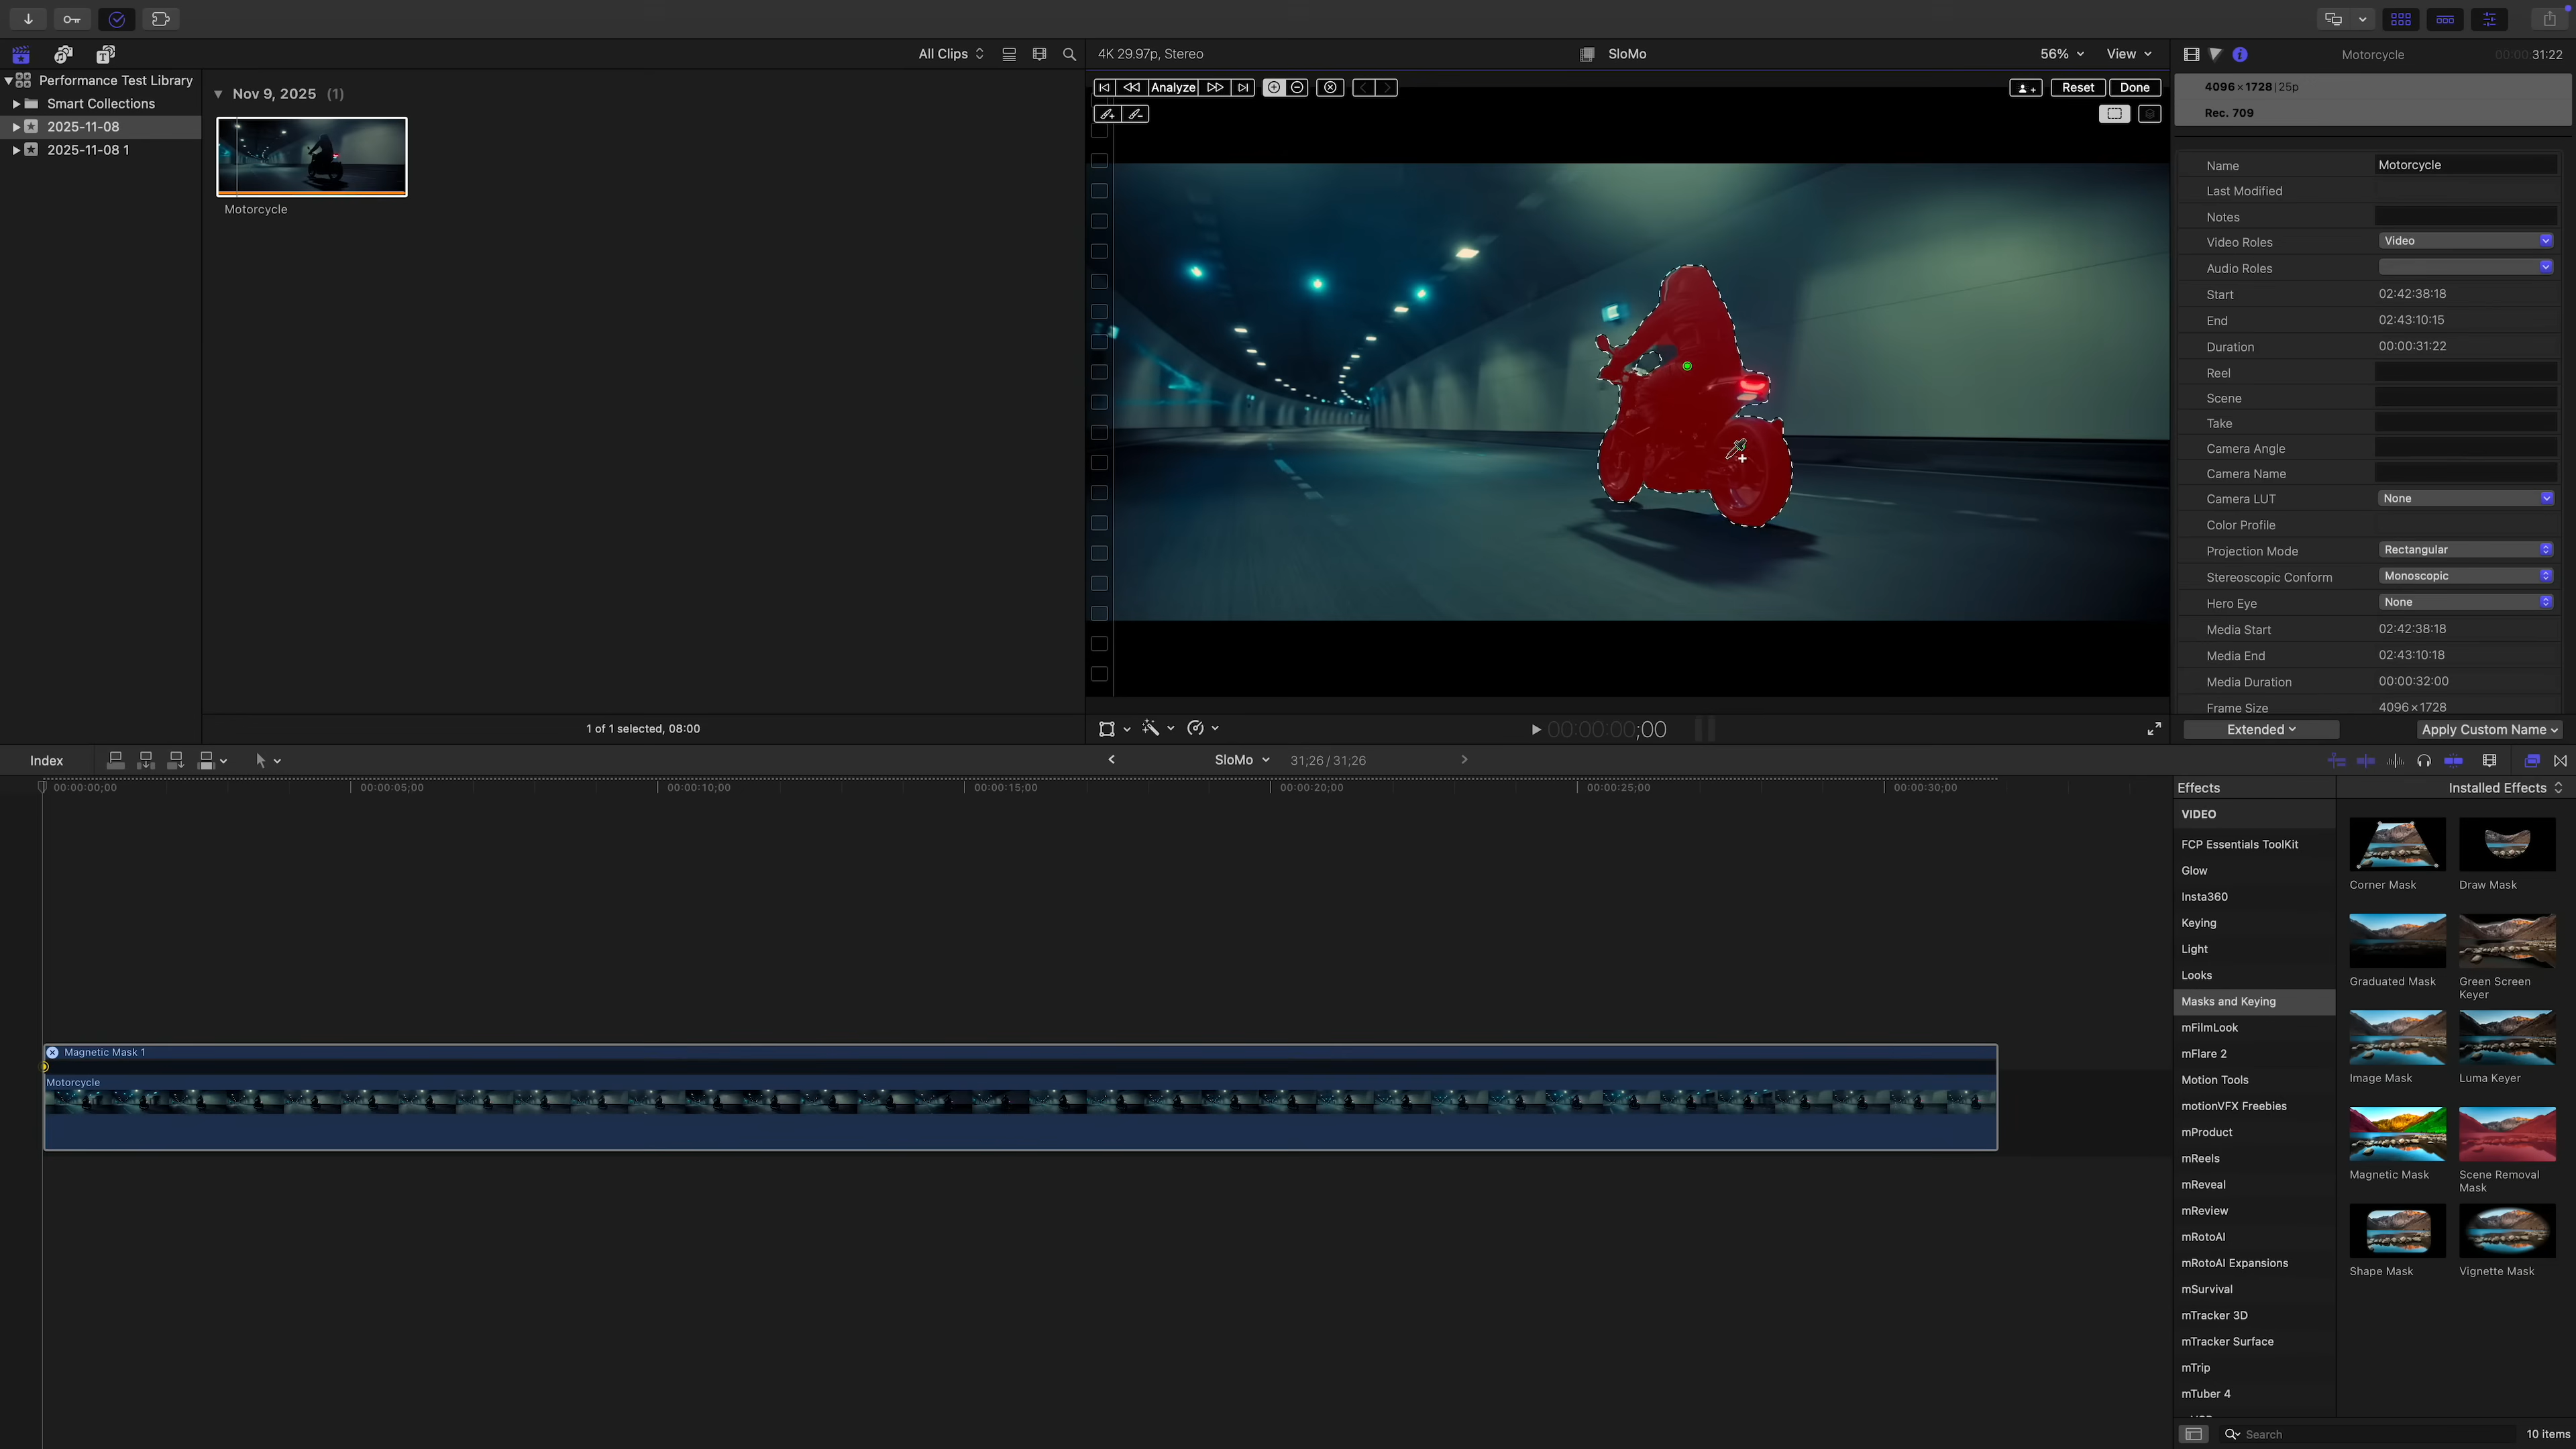 All Clips
4K 29.97p, Stereo
SloMo
56%
View
Motorcycle
00:00:31:22
Performance Test Library
Smart Collections
2025-11-08
2025-11-08 1
Nov 9, 2025 (1)
Motorcycle
Analyze
Reset
Done
4096 × 1728 | 25p
Rec. 709
Name Motorcycle
Last Modified
Notes
Video Roles Video
Audio Roles
Start 02:42:38:18
End 02:43:10:15
Duration 00:00:31:22
Reel
Scene
Take
Camera Angle
Camera Name
Camera LUT None
Color Profile
Projection Mode Rectangular
Stereoscopic Conform Monoscopic
Hero Eye None
Media Start 02:42:38:18
Media End 02:43:10:18
Media Duration 00:00:32:00
Frame Size 4096×1728
1 of 1 selected, 08:00
00:00:00;00
Extended
Apply Custom Name
Index
SloMo
31;26 / 31;26
00:00:00;00
00:00:05;00
00:00:10;00
00:00:15;00
00:00:20;00
00:00:25;00
00:00:30;00
Magnetic Mask 1
Motorcycle
Effects
Installed Effects
VIDEO
FCP Essentials ToolKit
Glow
Insta360
Keying
Light
Looks
Masks and Keying
mFilmLook
mFlare 2
Motion Tools
motionVFX Freebies
mProduct
mReels
mReveal
mReview
mRotoAI
mRotoAI Expansions
mSurvival
mTracker 3D
mTracker Surface
mTrip
mTuber 4
Corner Mask
Draw Mask
Graduated Mask
Green Screen
Keyer
Image Mask
Luma Keyer
Magnetic Mask
Scene Removal
Mask
Shape Mask
Vignette Mask
Search
10 items